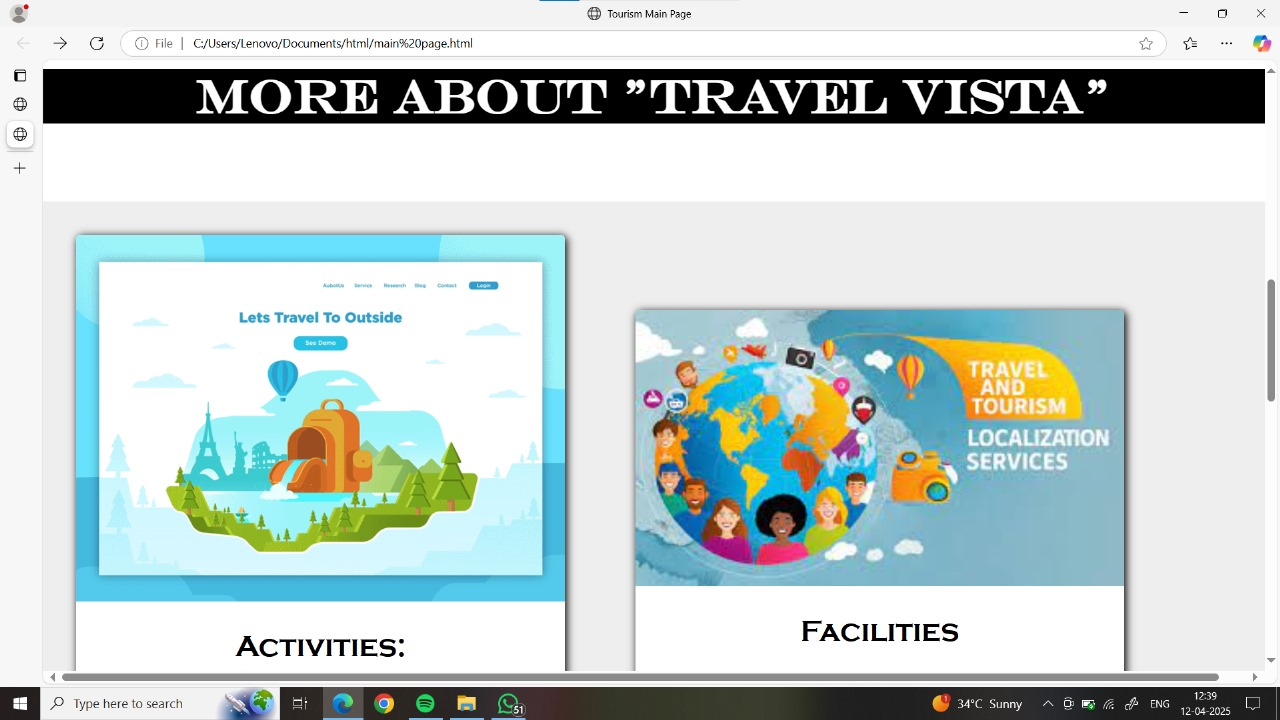 Tourism Main Page
File | C:/Users/Lenovo/Documents/html/main%20page.html
MORE ABOUT ”TRAVEL VISTA”
AubotUs Service Research Blog Contact Login
Lets Travel To Outside
See Demo
TRAVEL
AND
TOURISM
LOCALIZATION
SERVICES
Activities:
Facilities
Type here to search
51
1
34°C Sunny
ENG
12:39
12-04-2025